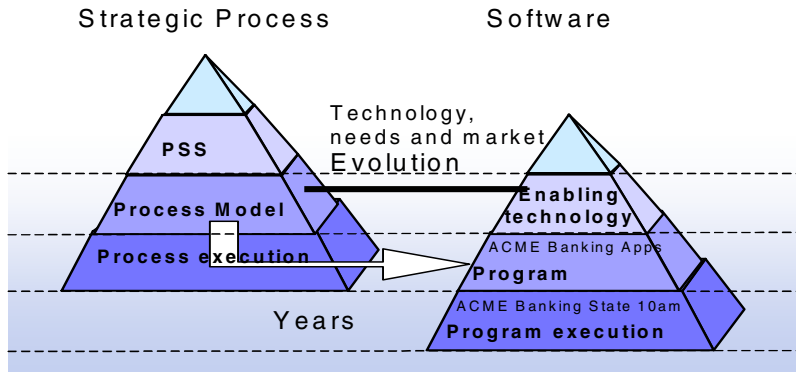 Strategic Process
Software
Technology,
needs and market
Evolution
PSS
Process Model
Process execution
Enabling
technology
ACME Banking Apps
Program
ACME Banking State 10am
Program execution
Years